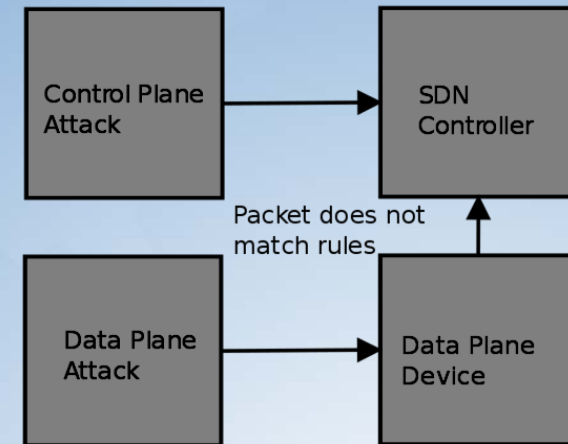 Control Plane
Attack
SDN
Controller
Packet does not
match rules
Data Plane
Attack
Data Plane
Device